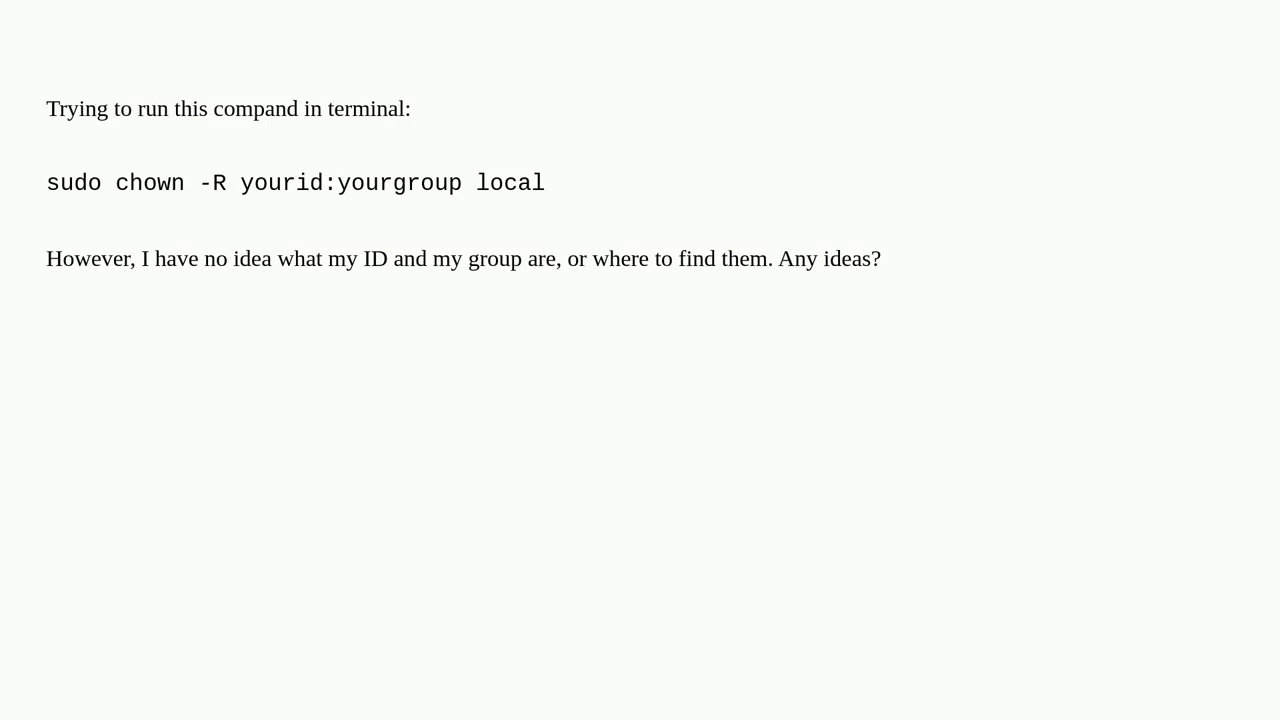 Trying to run this compand in terminal:
sudo chown -R yourid:yourgroup local
However, I have no idea what my ID and my group are, or where to find them. Any ideas?